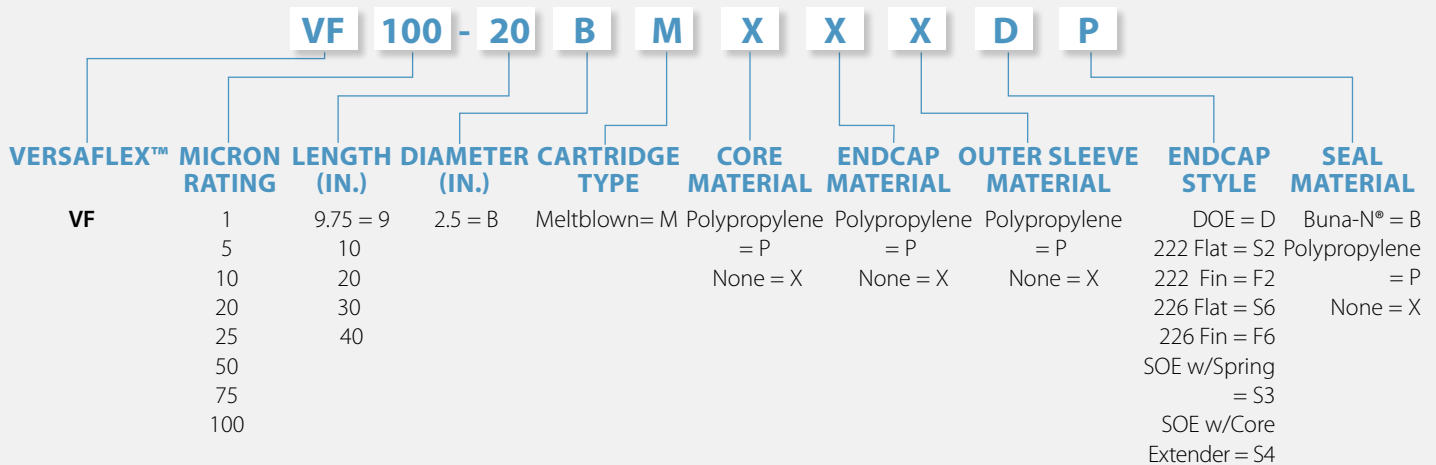 VF 100 - 20 B M X X X D P
VERSAFLEX™ MICRON LENGTH DIAMETER CARTRIDGE CORE ENDCAP OUTER SLEEVE ENDCAP SEAL
RATING (IN.) (IN.) TYPE MATERIAL MATERIAL MATERIAL STYLE MATERIAL
VF 1 9.75 = 9 2.5 = B Meltblown= M Polypropylene Polypropylene Polypropylene DOE = D Buna-N® = B
5 10 = P = P = P 222 Flat = S2 Polypropylene
10 20 None = X None = X None = X 222 Fin = F2 = P
20 30 226 Flat = S6 None = X
25 40 226 Fin = F6
50 SOE w/Spring
75 = S3
100 SOE w/Core
Extender = S4